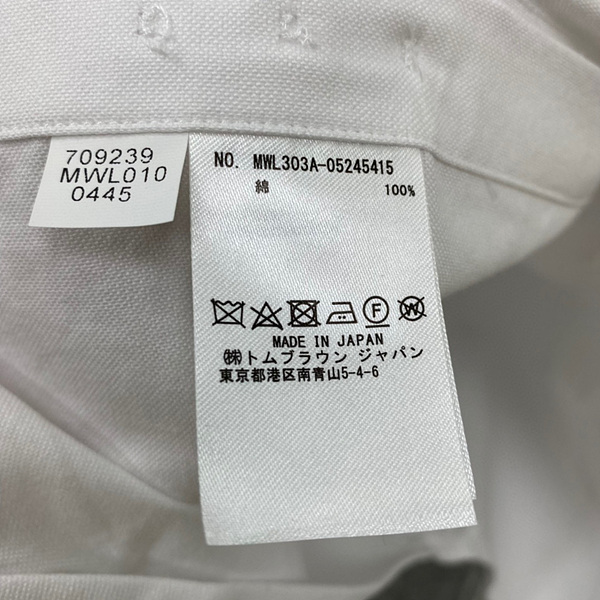 709239
MWL010
0445
NO. MWL303A-05245415
綿 100%
F W
MADE IN JAPAN
㈱トムブラウン ジャパン
東京都港区南青山5-4-6